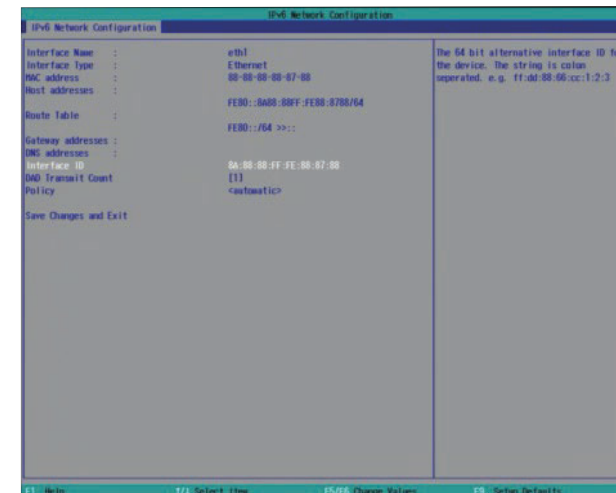 IPv6 Network Configuration
IPv6 Network Configuration
Interface Name : eth1
Interface Type : Ethernet
MAC address : 88-88-88-88-87-88
Host addresses :
FE80::8A88:88FF:FE88:8788/64
Route Table :
FE80::/64 >>::
Gateway addresses :
DNS addresses :
Interface ID 8A:88:88:FF:FE:88:87:88
DAD Transmit Count [1]
Policy <automatic>
Save Changes and Exit
The 64 bit alternative interface ID
the device. The string is colon
seperated. e.g. ff:dd:88:66:cc:1:2:3
F1 Help ↑/↓ Select Item F5/F6 Change Values F9 Setup Defaults